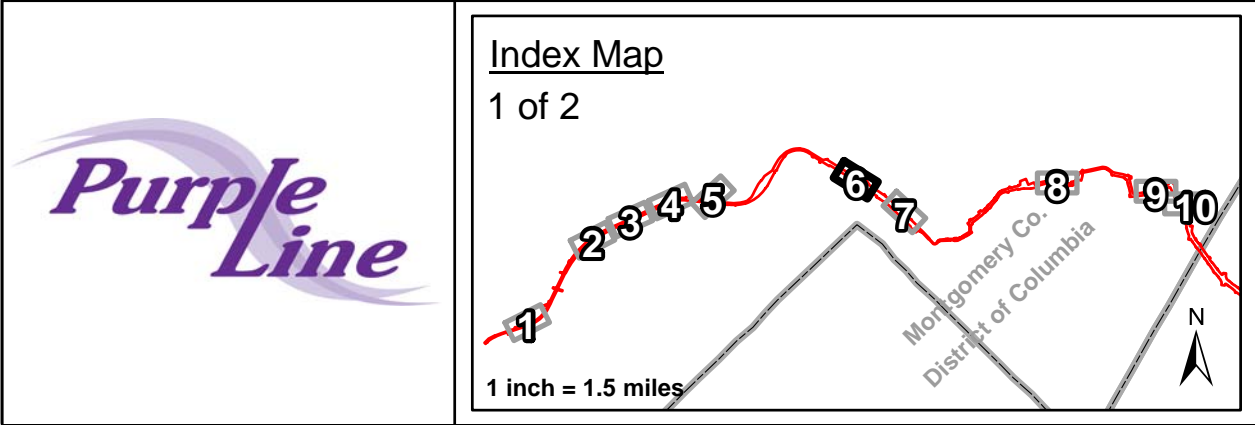 Purple
Line
Index Map
1 of 2
1
2
3
4
5
6
7
8
9
10
Montgomery Co.
District of Columbia
N
1 inch = 1.5 miles